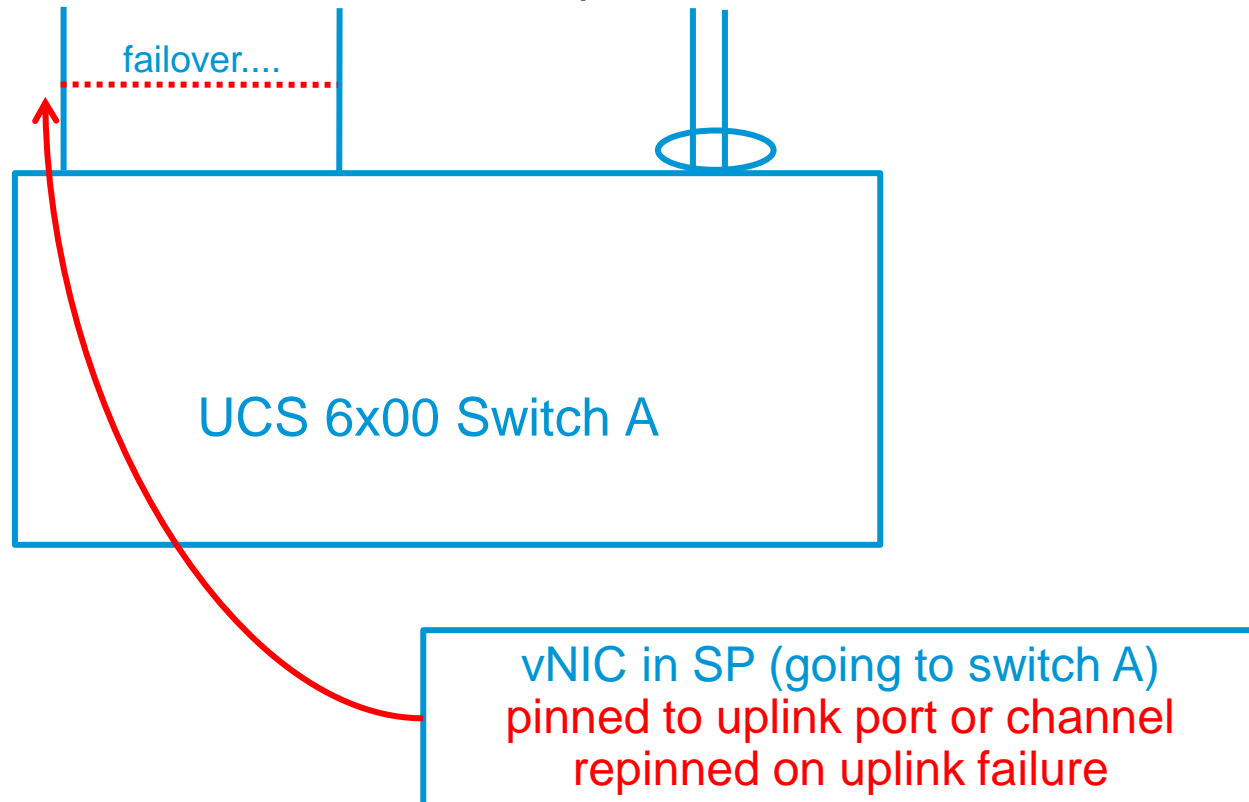 failover....
UCS 6x00 Switch A
vNIC in SP (going to switch A)
pinned to uplink port or channel
repinned on uplink failure